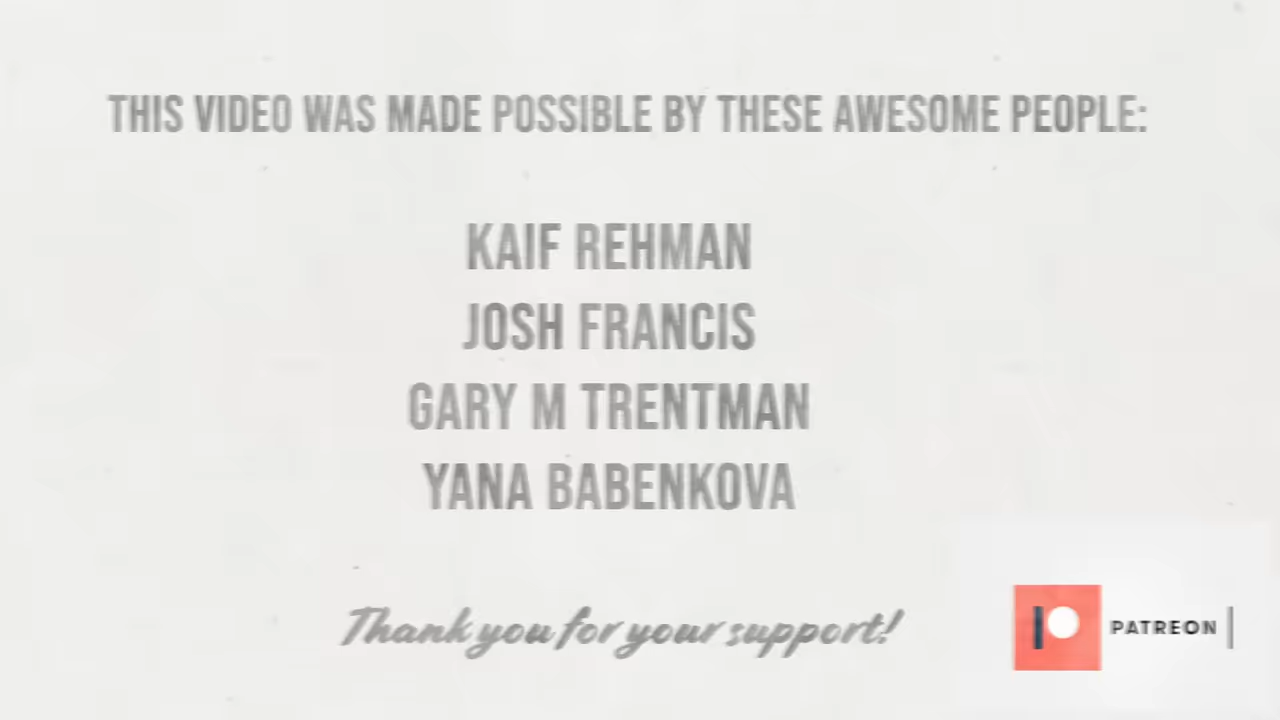 THIS VIDEO WAS MADE POSSIBLE BY THESE AWESOME PEOPLE:
KAIF REHMAN
JOSH FRANCIS
GARY M TRENTMAN
YANA BABENKOVA
Thank you for your support!
PATREON